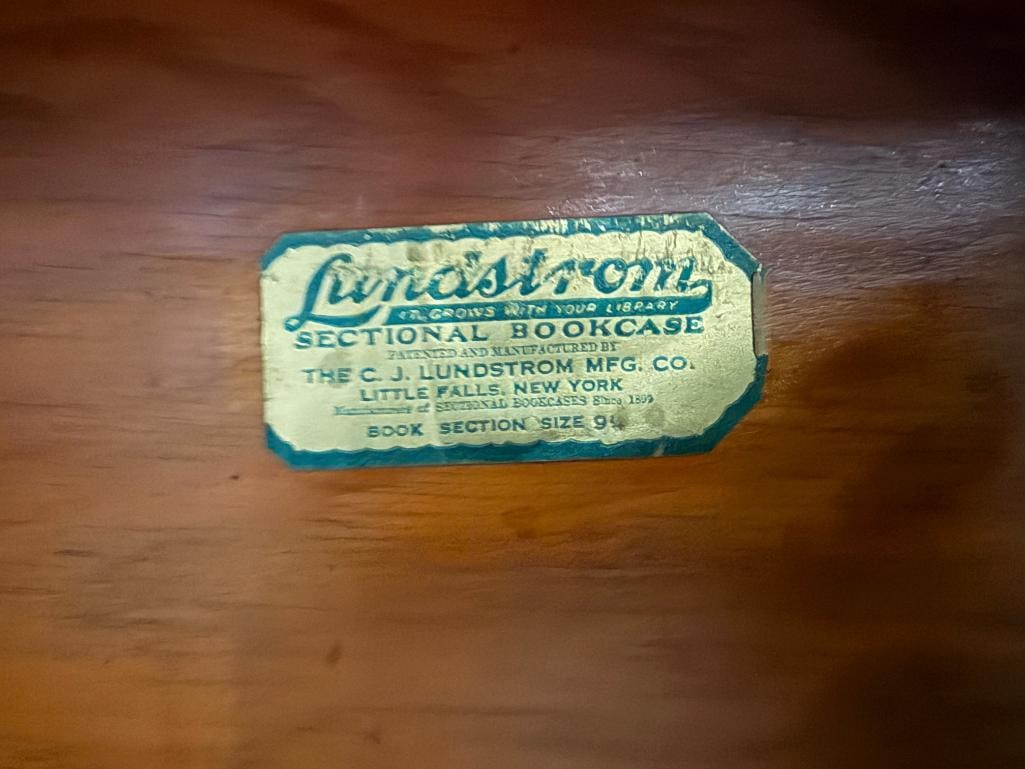 Lundstrom
IT GROWS WITH YOUR LIBRARY
SECTIONAL BOOKCASE
PATENTED AND MANUFACTURED BY
THE C. J. LUNDSTROM MFG. CO.
LITTLE FALLS, NEW YORK
Manufacturers of SECTIONAL BOOKCASES Since 1899
BOOK SECTION SIZE